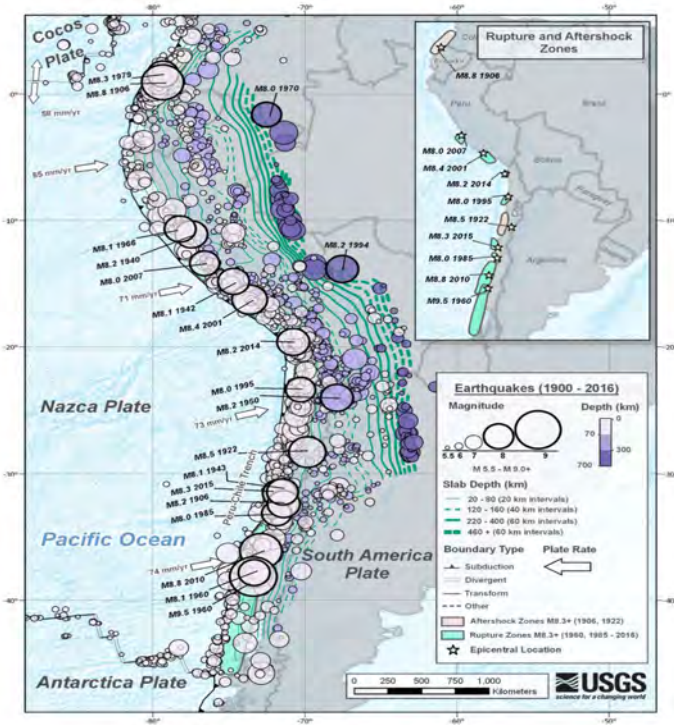 Cocos
Plate
M8.3 1979
M8.8 1906
85 mm/yr
M8.0 1970
M8.1 1966
M8.2 1940
M8.0 2007
71 mm/yr
M8.1 1942
M8.4 2001
M8.2 1994
M8.2 2014
M8.0 1995
M8.2 1950
73 mm/yr
Nazca Plate
M8.5 1922
M8.1 1943
M8.3 2015
M8.2 1906
1985
Peru-Chile Trench
Pacific Ocean
South America
Plate
74 mm/yr
M8.8 2010
M8.1 1960
M9.5 1960
Antarctica Plate
-80°
-70°
-60°
-50°
0°
-10°
-20°
-30°
-40°
-80°
-70°
-60°
-50°
Rupture and Aftershock
Zones
M8.8 1906
Peru
Brazil
Bolivia
Paraguay
Argentina
M8.0 2007
M8.4 2001
M8.2 2014
M8.0 1995
M8.5 1922
M8.3 2015
M8.0 1985
M8.8 2010
M9.5 1960
Earthquakes (1900 - 2016)
Magnitude
5.5 6 7 8 9
M 5.5 - M 9.0+
Depth (km)
0
70
300
700
Slab Depth (km)
20 - 80 (20 km intervals)
120 - 160 (40 km intervals)
220 - 400 (60 km intervals)
460 + (60 km intervals)
Boundary Type
Plate Rate
Subduction
Divergent
Transform
Other
Aftershock Zones M8.3+ (1906, 1922)
Rupture Zones M8.3+ (1960, 1985 - 2016)
Epicentral Location
0 250 500 1,000
Kilometers
USGS
science for a changing world